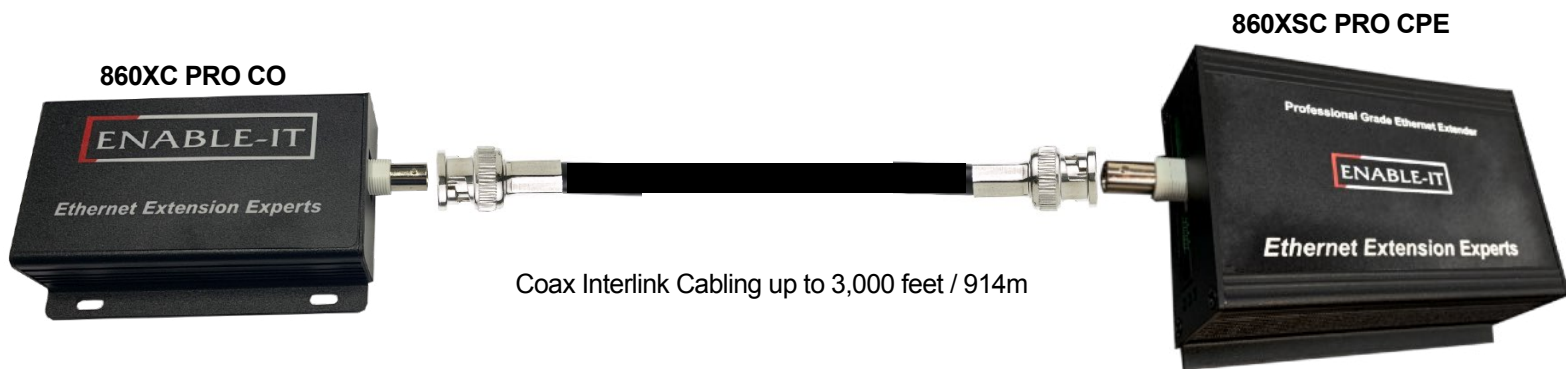 860XSC PRO CPE
860XC PRO CO
Professional Grade Ethernet Extender
ENABLE-IT
ENABLE-IT
Ethernet Extension Experts
Ethernet Extension Experts
Coax Interlink Cabling up to 3,000 feet / 914m